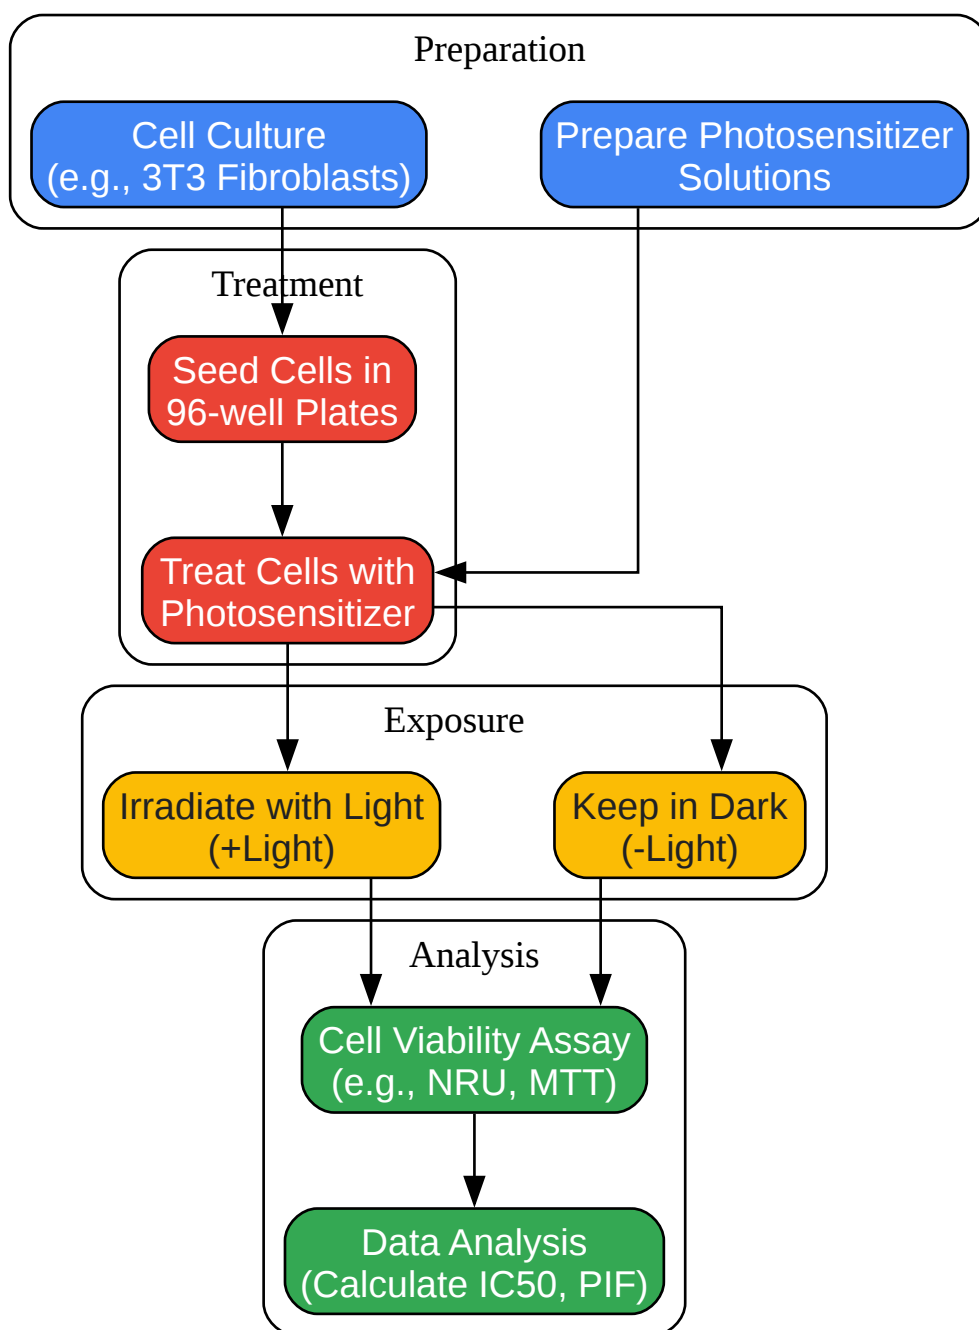 Preparation
Cell Culture
(e.g., 3T3 Fibroblasts)
Prepare Photosensitizer
Solutions
Treatment
Seed Cells in
96-well Plates
Treat Cells with
Photosensitizer
Exposure
Irradiate with Light
(+Light)
Keep in Dark
(-Light)
Analysis
Cell Viability Assay
(e.g., NRU, MTT)
Data Analysis
(Calculate IC50, PIF)